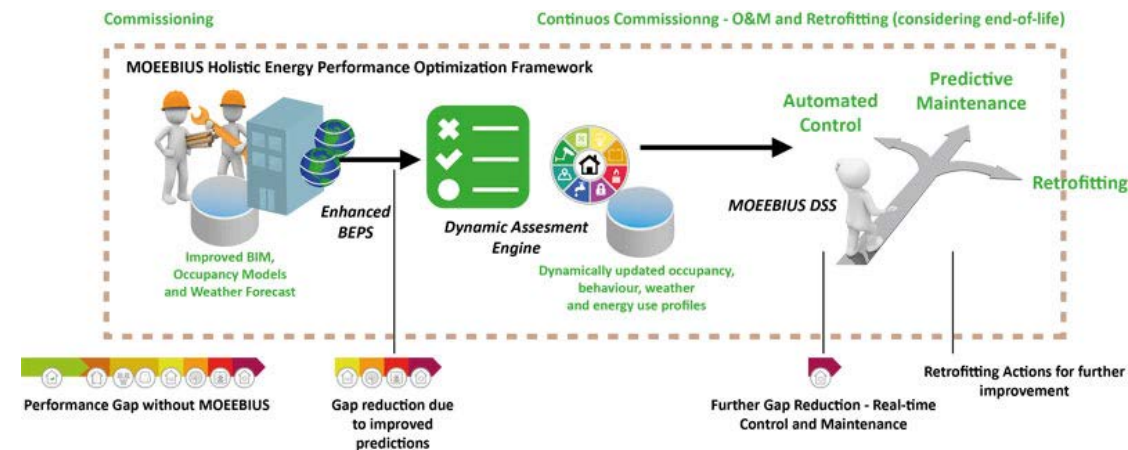 Commissioning
Continuos Commissionng - O&M and Retrofitting (considering end-of-life)
MOEEBIUS Holistic Energy Performance Optimization Framework
Predictive
Maintenance
Automated
Control
Retrofitting
Enhanced
BEPS
Dynamic Assesment
Engine
MOEEBIUS DSS
Improved BIM,
Occupancy Models
and Weather Forecast
Dynamically updated occupancy,
behaviour, weather
and energy use profiles
Performance Gap without MOEEBIUS
Gap reduction due
to improved
predictions
Further Gap Reduction - Real-time
Control and Maintenance
Retrofitting Actions for further
improvement